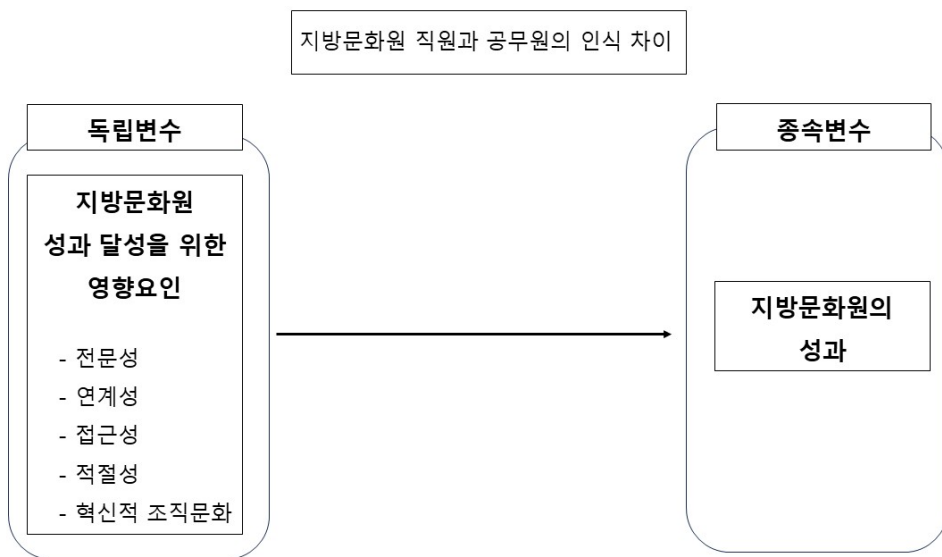 지방문화원 직원과 공무원의 인식 차이
독립변수
지방문화원
성과 달성을 위한
영향요인
- 전문성
- 연계성
- 접근성
- 적절성
- 혁신적 조직문화
종속변수
지방문화원의
성과